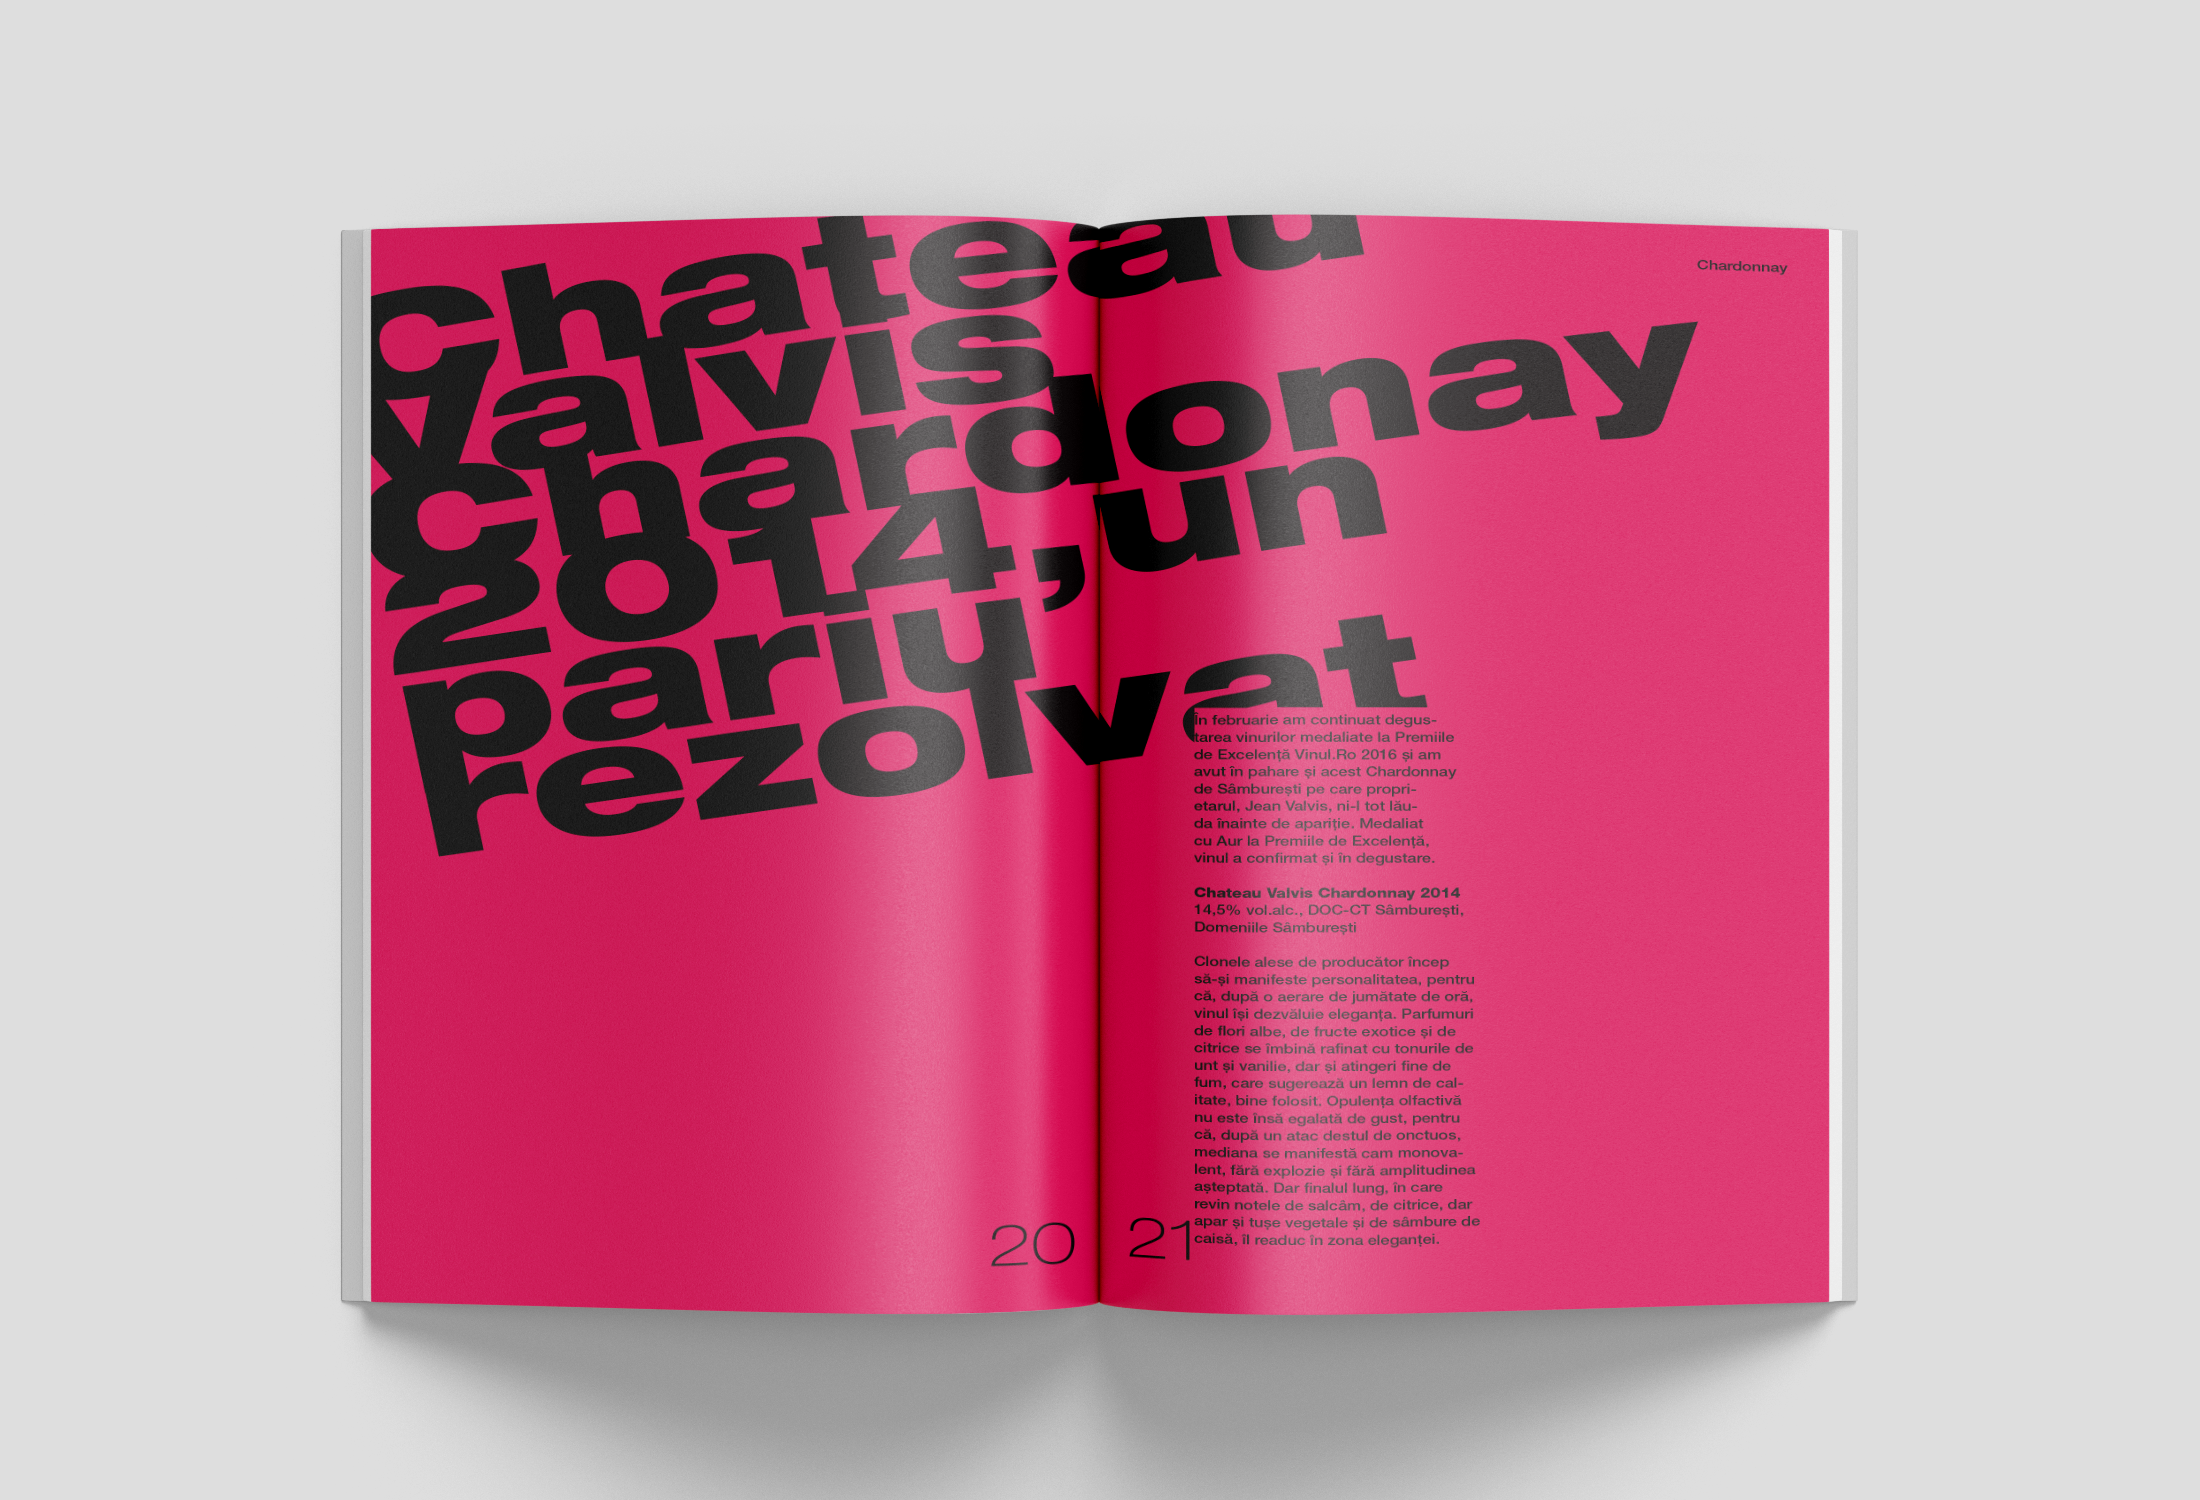 Chateau
Valvis
chardonnay
2014, un
pariu
rezolvat
Chardonnay
În februarie am continuat degus-
tarea vinurilor medaliate la Premiile
de Excelență Vinul.Ro 2016 și am
avut în pahare și acest Chardonnay
de Sâmburești pe care propri-
etarul, Jean Valvis, ni-l tot lău-
da înainte de apariție. Medaliat
cu Aur la Premiile de Excelență,
vinul a confirmat și în degustare.
Chateau Valvis Chardonnay 2014
14,5% vol.alc., DOC-CT Sâmburești,
Domeniile Sâmburești
Clonele alese de producător încep
să-și manifeste personalitatea, pentru
că, după o aerare de jumătate de oră,
vinul își dezvăluie eleganța. Parfumuri
de flori albe, de fructe exotice și de
citrice se îmbină rafinat cu tonurile de
unt și vanilie, dar și atingeri fine de
fum, care sugerează un lemn de cal-
itate, bine folosit. Opulența olfactivă
nu este însă egalată de gust, pentru
că, după un atac destul de onctuos,
mediana se manifestă cam monova-
lent, fără explozie și fără amplitudinea
așteptată. Dar finalul lung, în care
revin notele de salcâm, de citrice, dar
apar și tușe vegetale și de sâmbure de
caisă, îl readuc în zona eleganței.
20
21